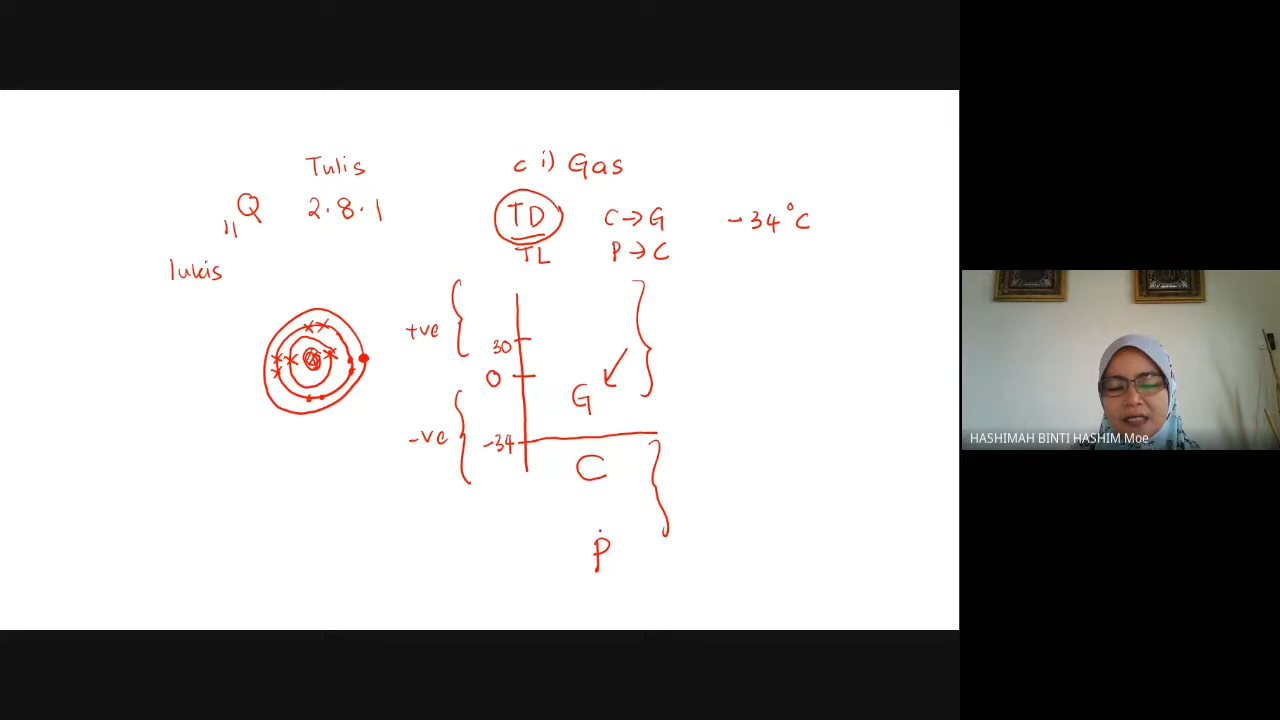 Tulis
11Q 2.8.1
lukis
c i) Gas
TD C→G -34°C
TL P→C
+ve
30
0
G
-ve
-34
C
P
HASHIMAH BINTI HASHIM Moe